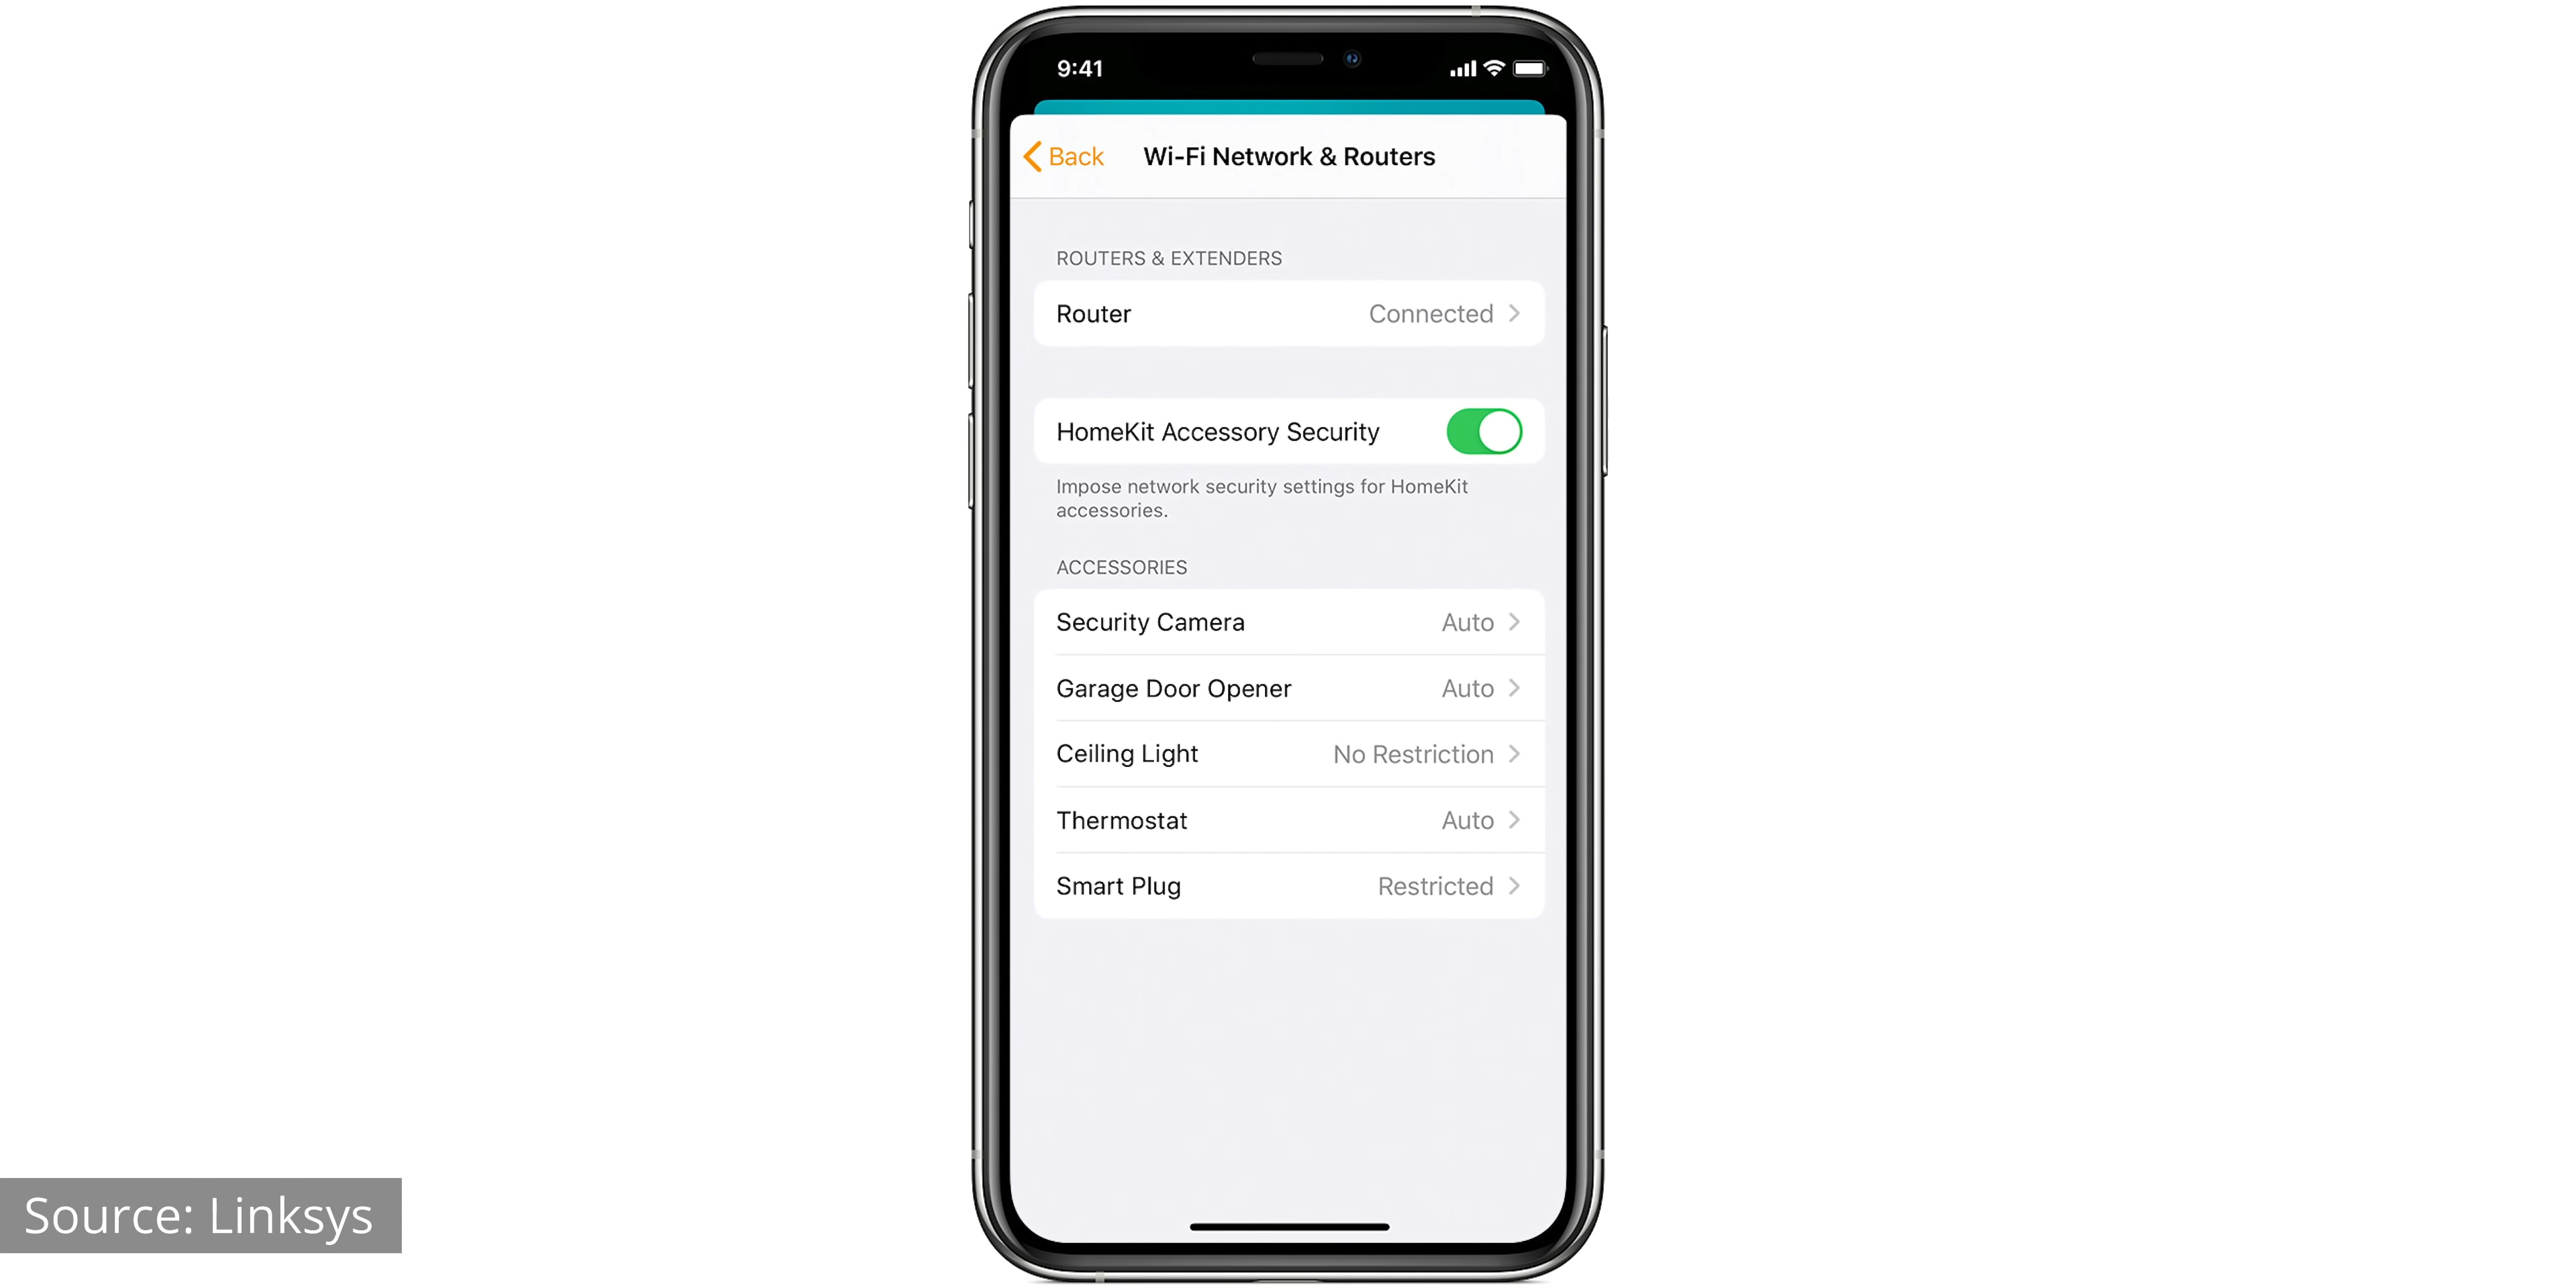 9:41
Back
Wi-Fi Network & Routers
ROUTERS & EXTENDERS
Router Connected
HomeKit Accessory Security
Impose network security settings for HomeKit
accessories.
ACCESSORIES
Security Camera Auto
Garage Door Opener Auto
Ceiling Light No Restriction
Thermostat Auto
Smart Plug Restricted
Source: Linksys